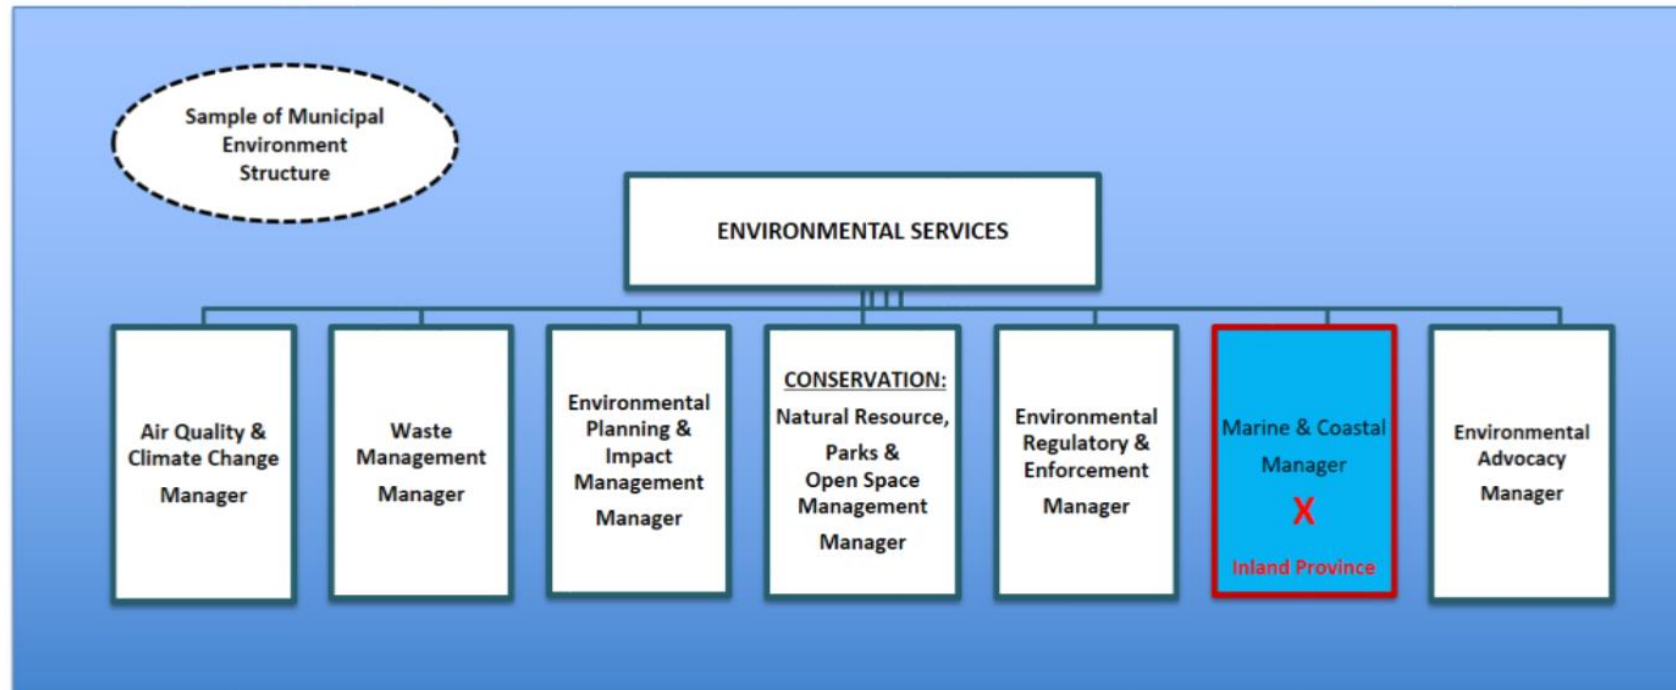 Sample of Municipal
Environment
Structure
ENVIRONMENTAL SERVICES
Air Quality &
Climate Change
Manager
Waste
Management
Manager
Environmental
Planning &
Impact
Management
Manager
CONSERVATION:
Natural Resource,
Parks &
Open Space
Management
Manager
Environmental
Regulatory &
Enforcement
Manager
Marine & Coastal
Manager
X
Inland Province
Environmental
Advocacy
Manager